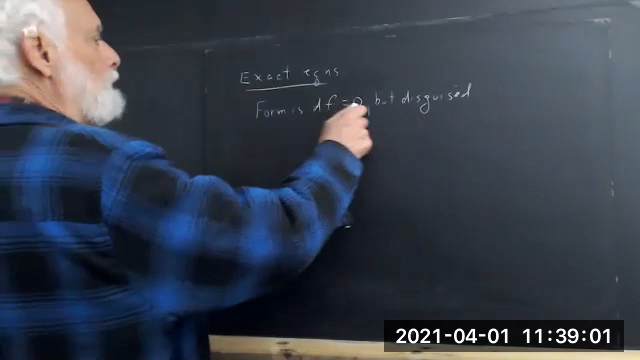 Exact eqns
Form is df = 0, but disguised
2021-04-01 11:39:01